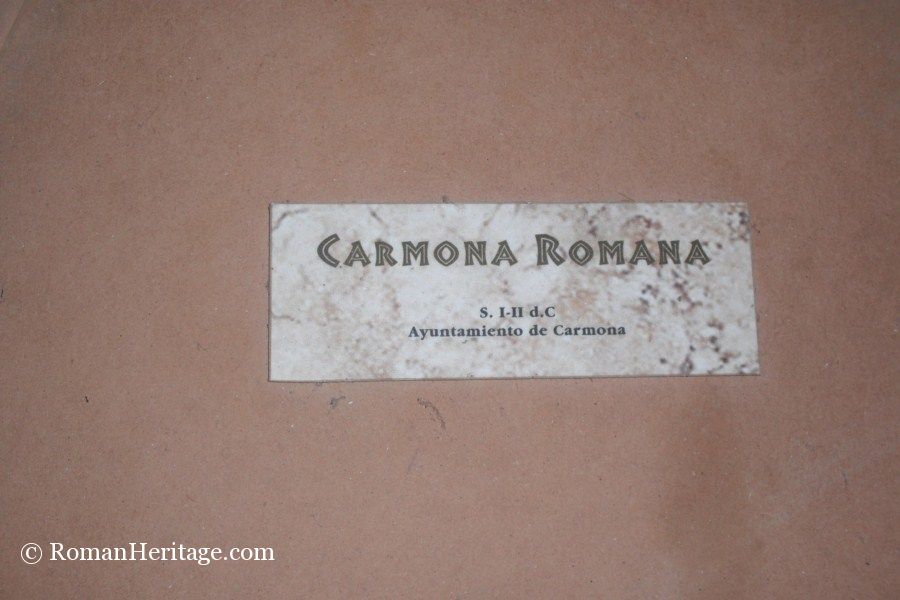 CARMONA ROMANA
S. I-II d.C
Ayuntamiento de Carmona
© RomanHeritage.com